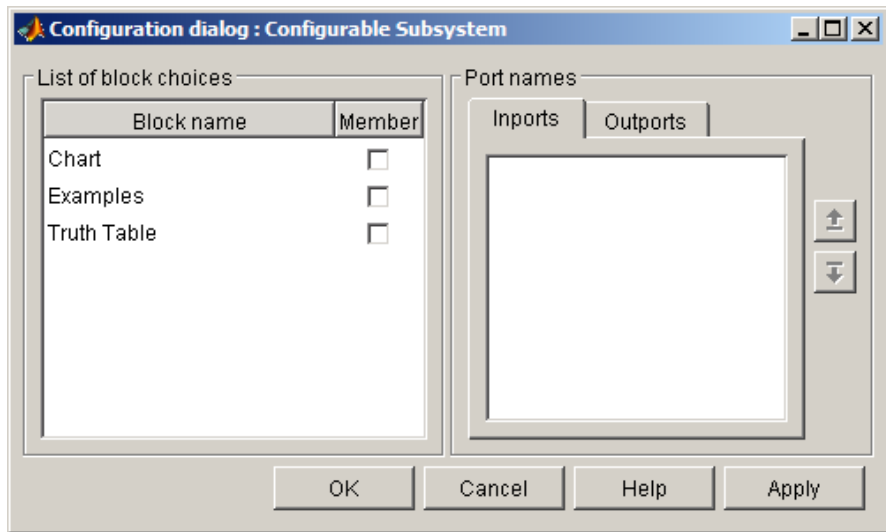 Configuration dialog : Configurable Subsystem
List of block choices
Block name Member
Chart
Examples
Truth Table
Port names
Inports Outports
OK Cancel Help Apply